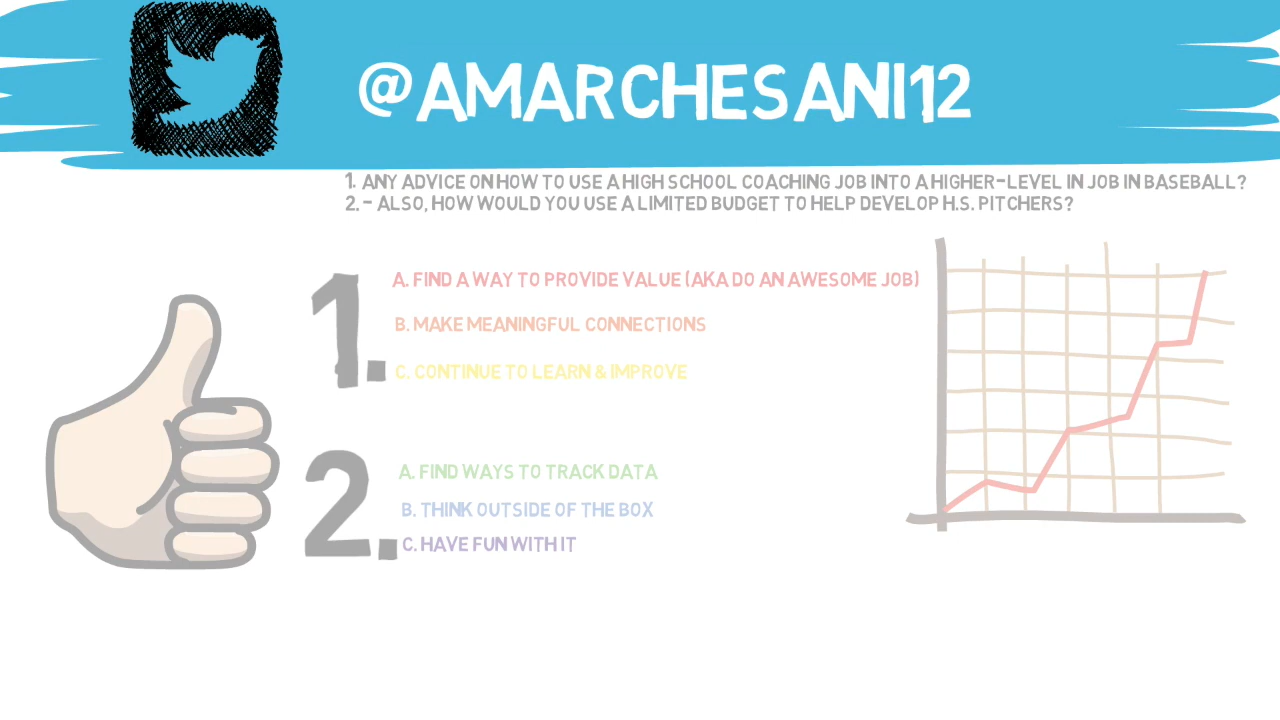 @AMARCHESANI12
1. ANY ADVICE ON HOW TO USE A HIGH SCHOOL COACHING JOB INTO A HIGHER-LEVEL IN JOB IN BASEBALL?
2. - ALSO, HOW WOULD YOU USE A LIMITED BUDGET TO HELP DEVELOP H.S. PITCHERS?
1.
A. FIND A WAY TO PROVIDE VALUE (AKA DO AN AWESOME JOB)
B. MAKE MEANINGFUL CONNECTIONS
C. CONTINUE TO LEARN & IMPROVE
2.
A. FIND WAYS TO TRACK DATA
B. THINK OUTSIDE OF THE BOX
C. HAVE FUN WITH IT